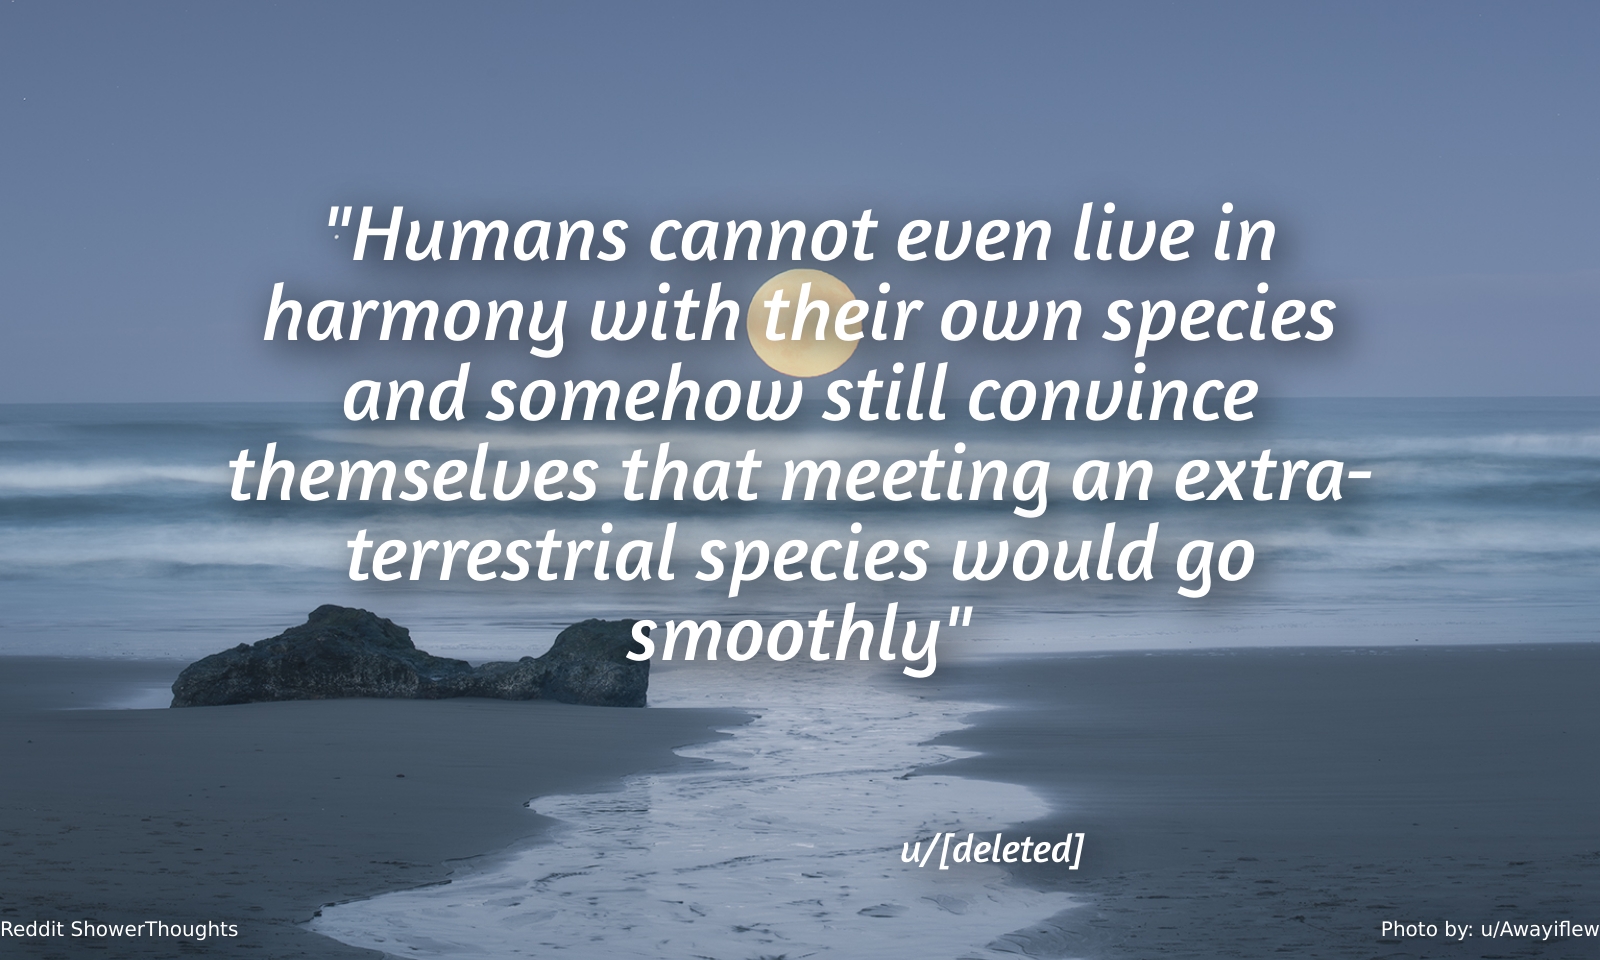 "Humans cannot even live in
harmony with their own species
and somehow still convince
themselves that meeting an extra-
terrestrial species would go
smoothly"
u/[deleted]
Reddit ShowerThoughts
Photo by: u/Awayiflew